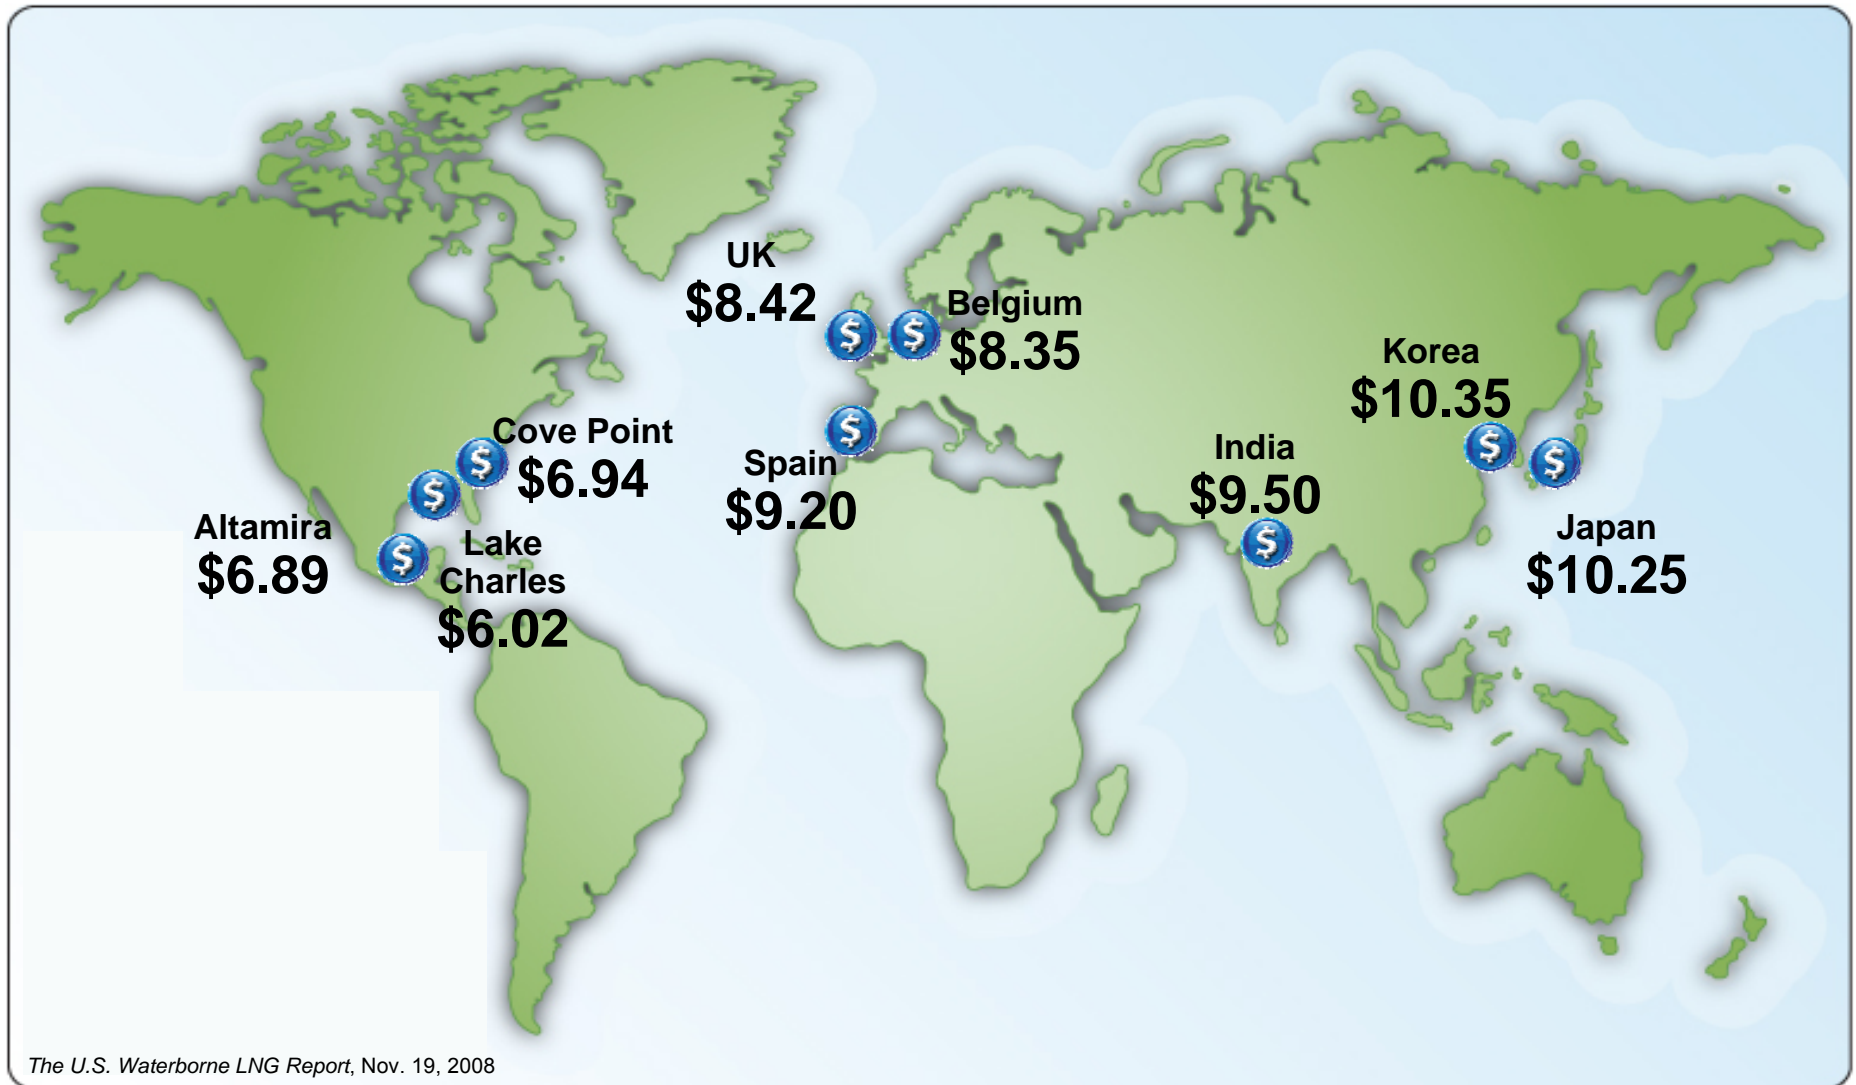 UK
$8.42
Belgium
$8.35
Korea
$10.35
Cove Point
$6.94
India
$9.50
Spain
$9.20
Altamira
$6.89
Lake
Charles
$6.02
Japan
$10.25
The U.S. Waterborne LNG Report, Nov. 19, 2008